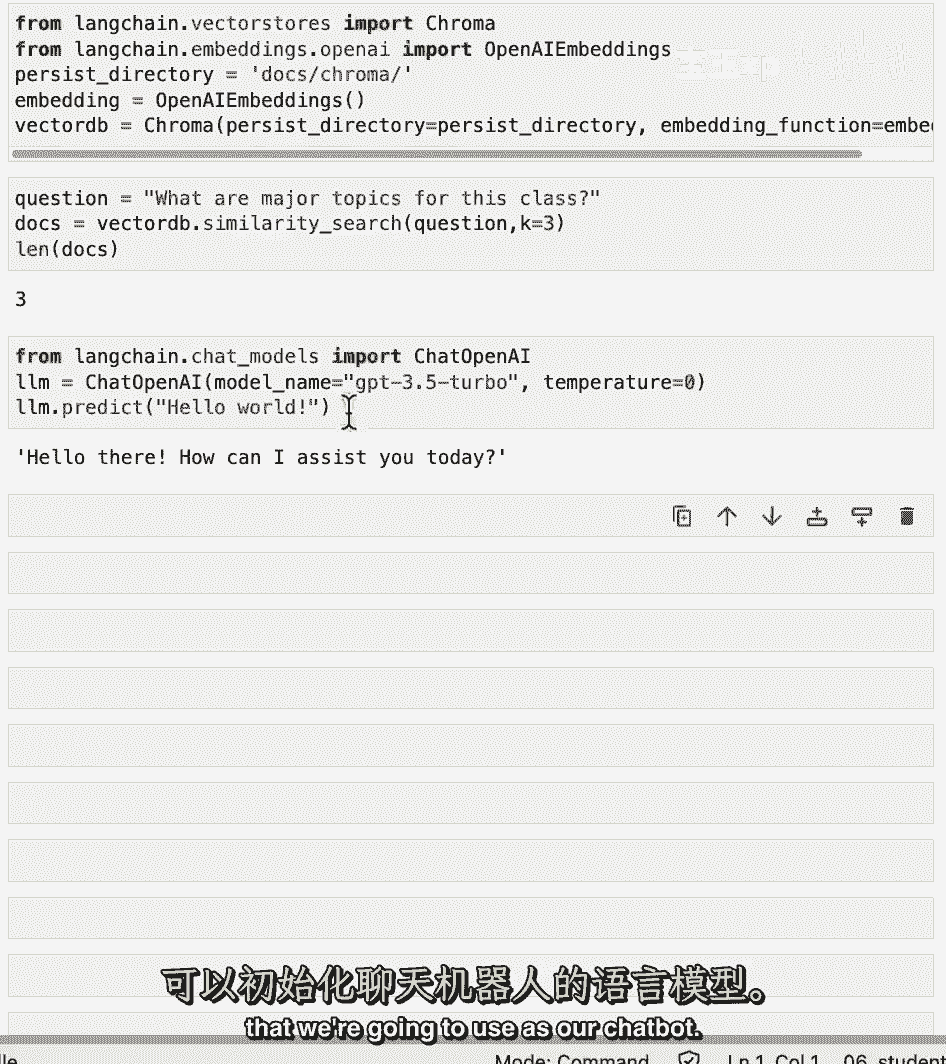 from langchain.vectorstores import Chroma
from langchain.embeddings.openai import OpenAIEmbeddings
persist_directory = 'docs/chroma/'
embedding = OpenAIEmbeddings()
vectordb = Chroma(persist_directory=persist_directory, embedding_function=embe
question = "What are major topics for this class?"
docs = vectordb.similarity_search(question,k=3)
len(docs)
3
from langchain.chat_models import ChatOpenAI
llm = ChatOpenAI(model_name="gpt-3.5-turbo", temperature=0)
llm.predict("Hello world!")
'Hello there! How can I assist you today?'
可以初始化聊天机器人的语言模型。
that we're going to use as our chatbot.
lle Mode: Command Ln 1, Col 1 06_student